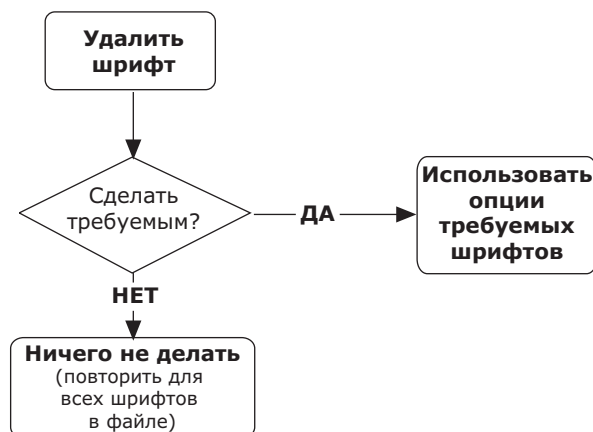 Удалить
шрифт
Сделать
требуемым?
ДА
Использовать
опции
требуемых
шрифтов
НЕТ
Ничего не делать
(повторить для
всех шрифтов
в файле)